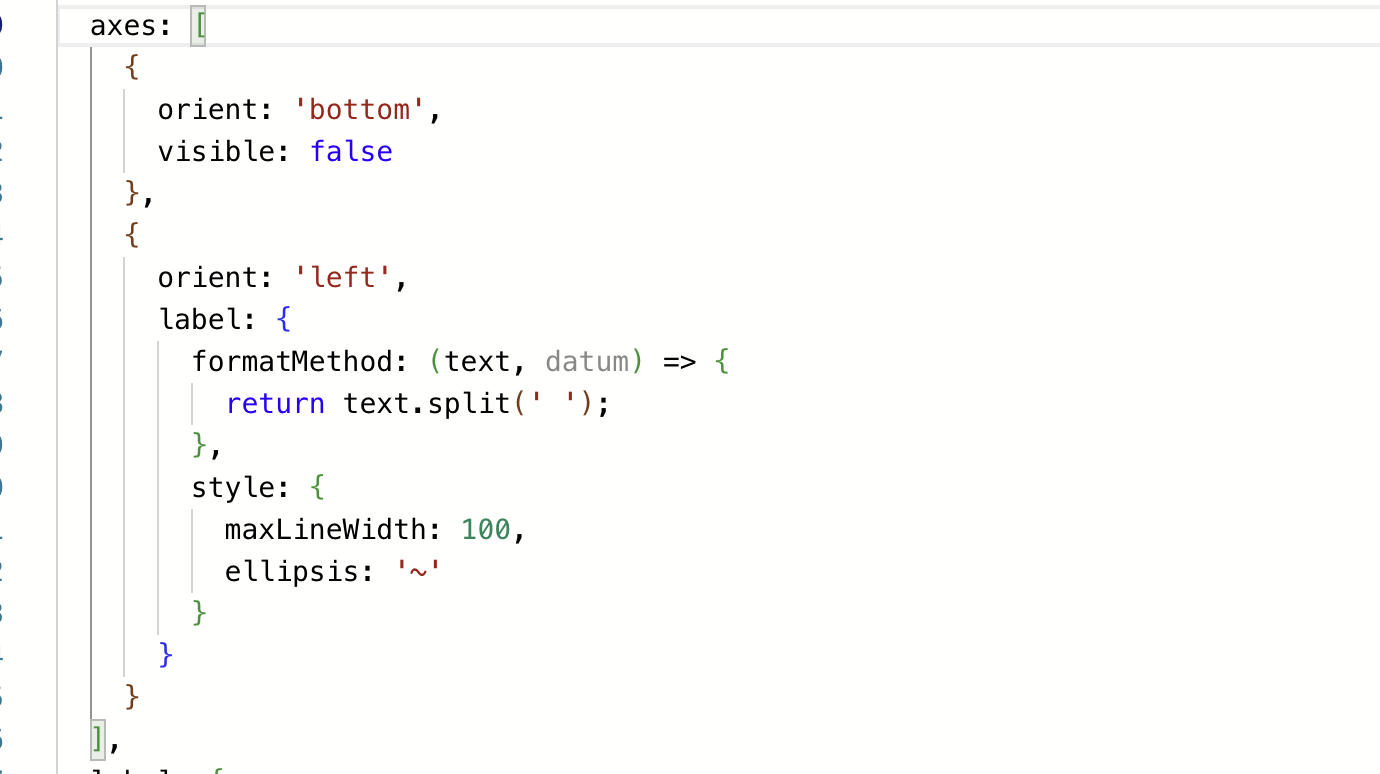 axes: [
{
orient: 'bottom',
visible: false
},
{
orient: 'left',
label: {
formatMethod: (text, datum) => {
return text.split(' ');
},
style: {
maxLineWidth: 100,
ellipsis: '~'
}
}
}
],